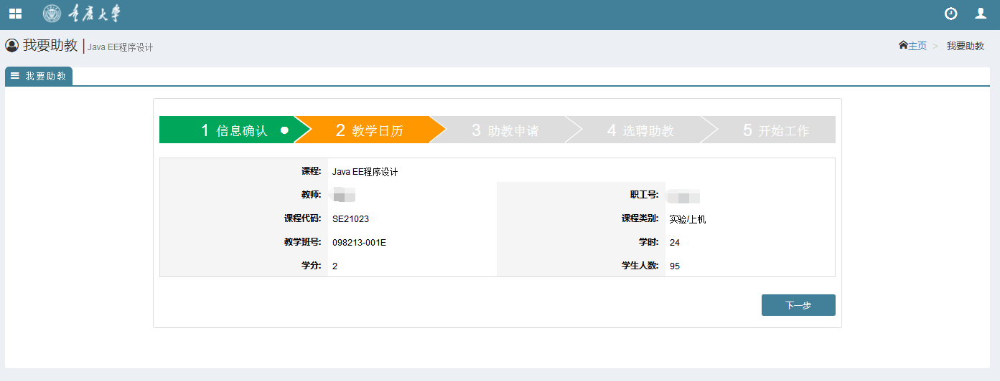 重庆大学
我要助教 | Java EE程序设计
主页 > 我要助教
我要助教
1 信息确认
2 教学日历
3 助教申请
4 选聘助教
5 开始工作
课程: Java EE程序设计
教师: 职工号:
课程代码: SE21023 课程类别: 实验/上机
教学班号: 098213-001E 学时: 24
学分: 2 学生人数: 95
下一步